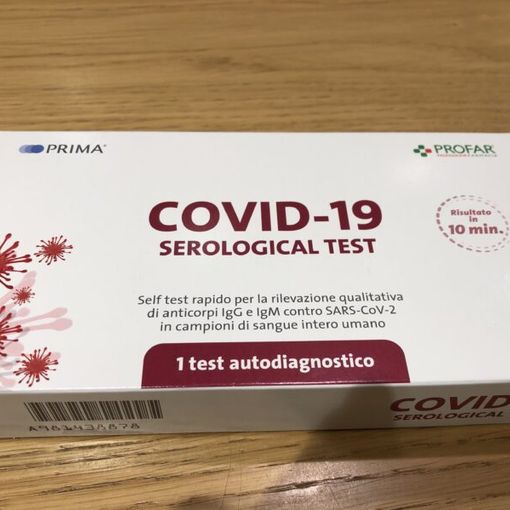 PRIMA®
PROFAR
COVID-19
SEROLOGICAL TEST
Risultato
in
10 min.
Self test rapido per la rilevazione qualitativa
di anticorpi IgG e IgM contro SARS-CoV-2
in campioni di sangue intero umano
1 test autodiagnostico
COVID
SEROLOGICAL